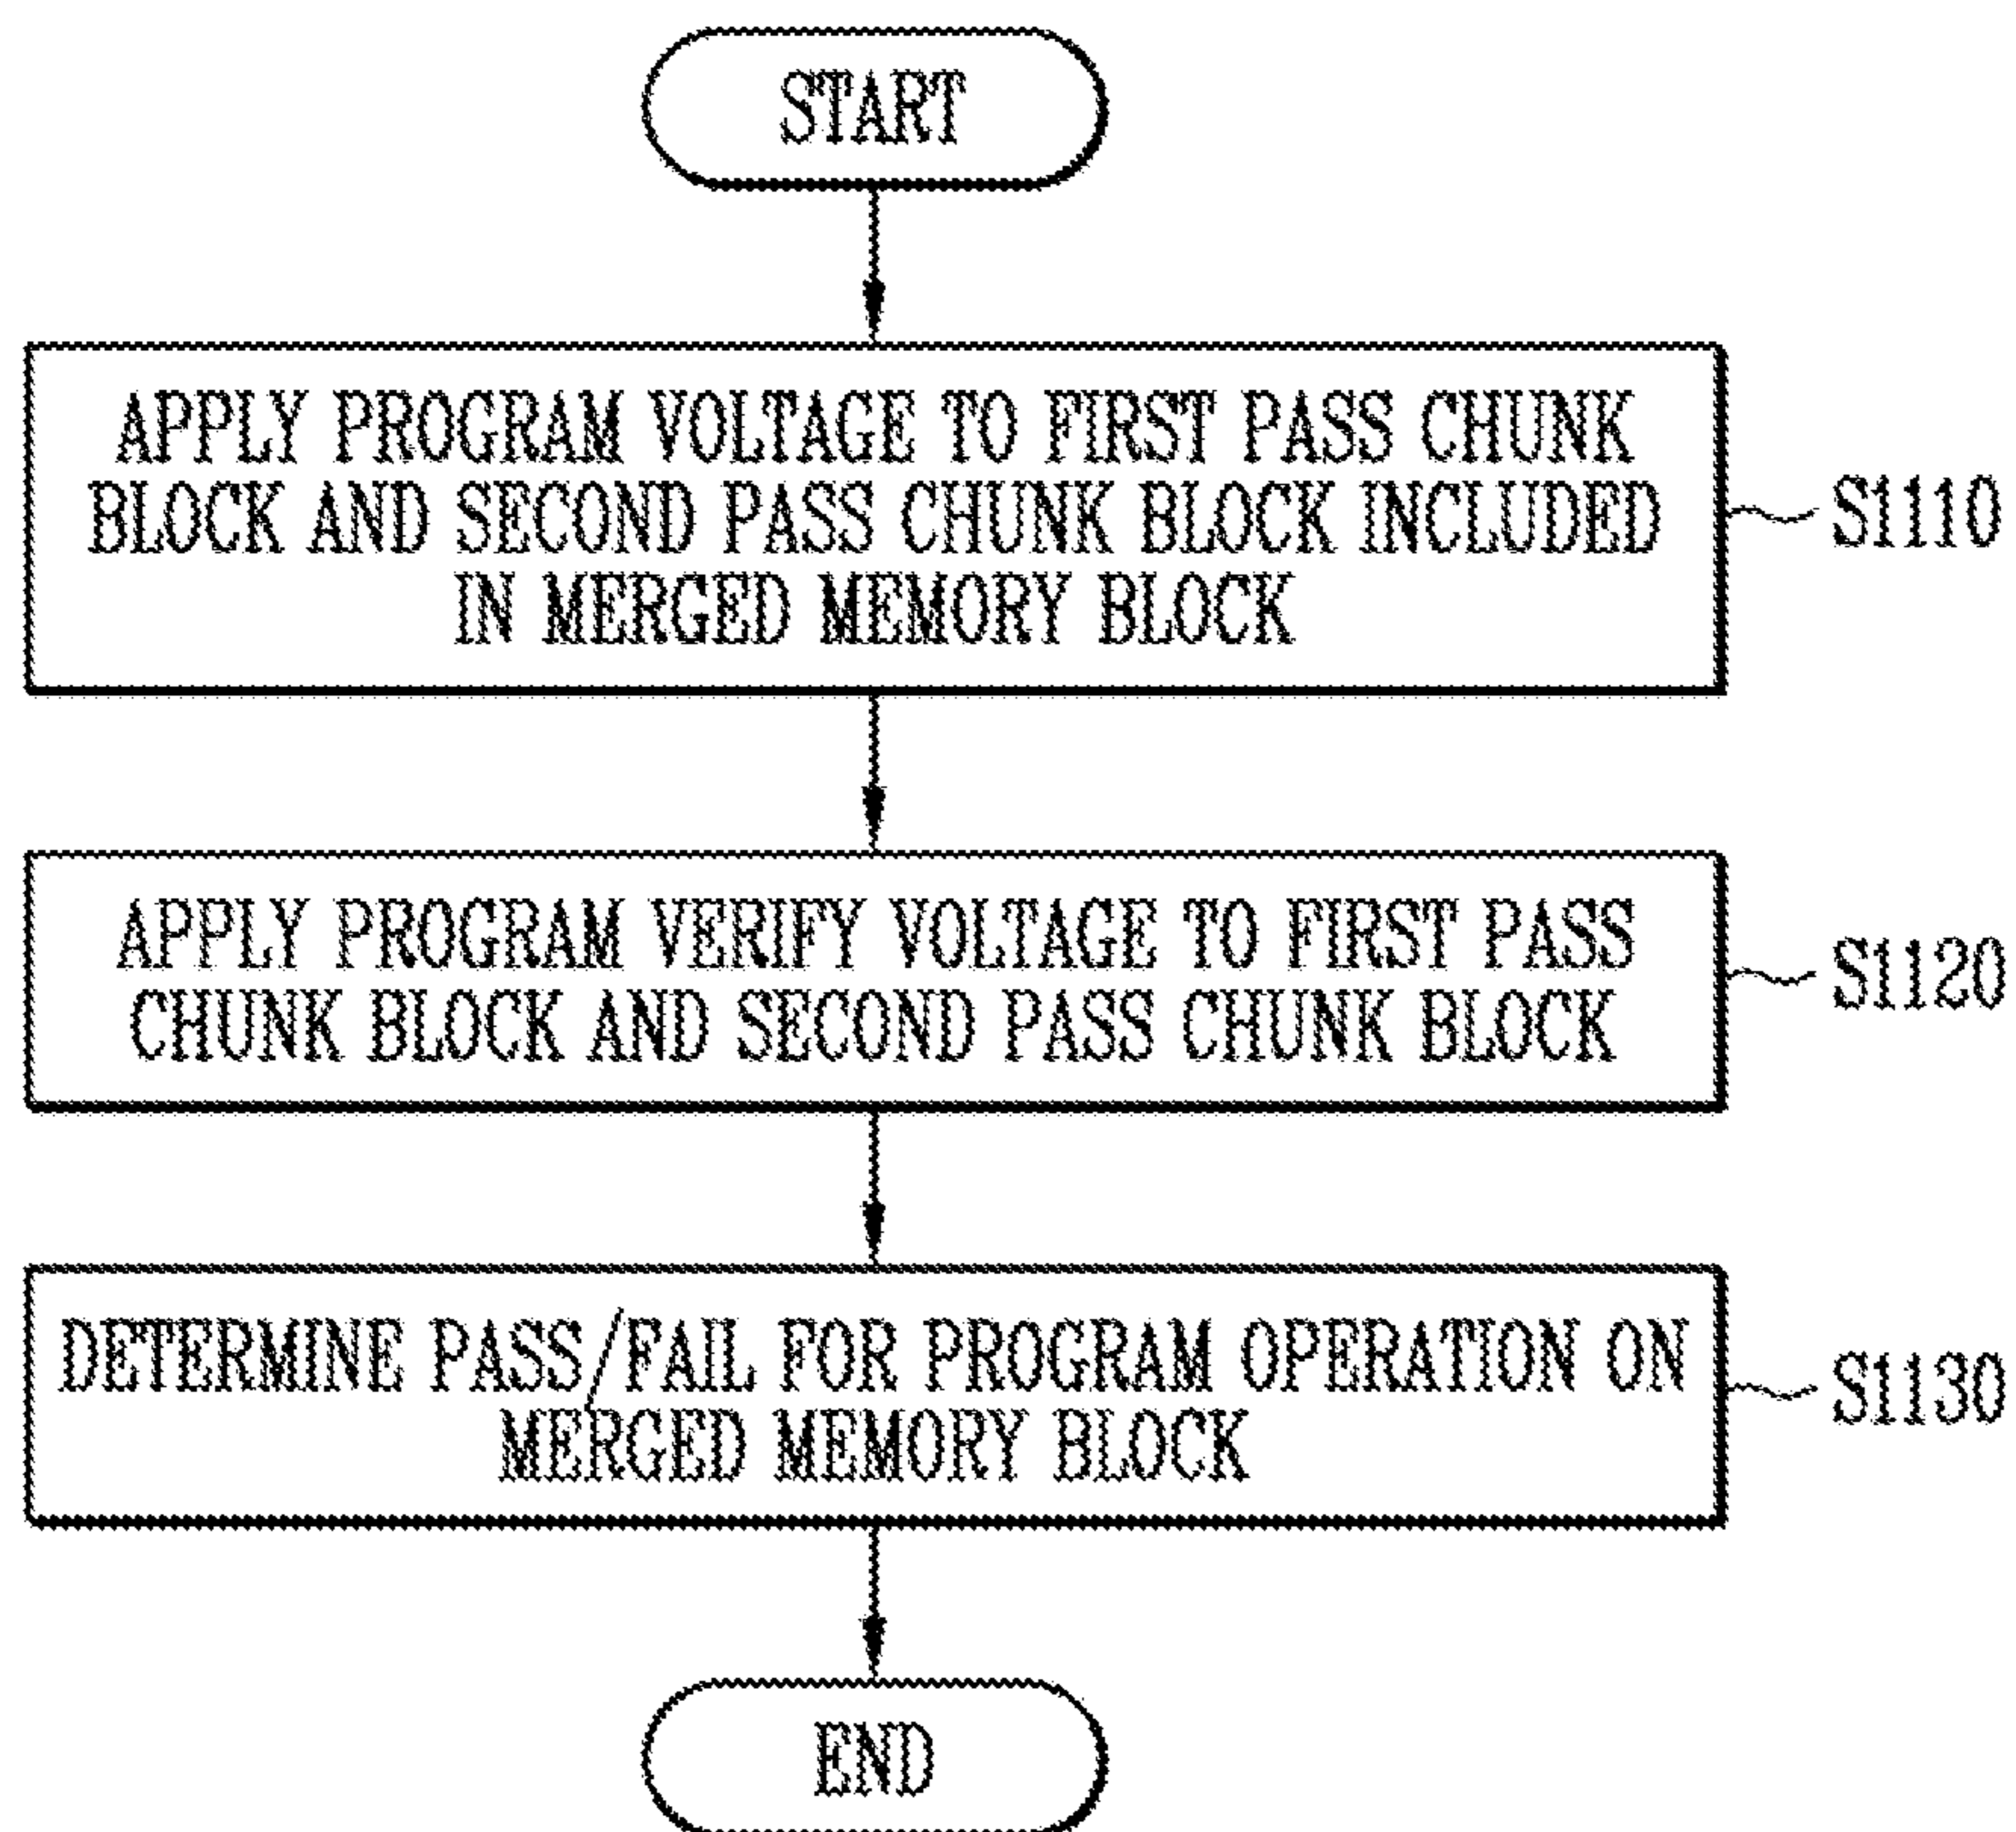 START
APPLY PROGRAM VOLTAGE TO FIRST PASS CHUNK
BLOCK AND SECOND PASS CHUNK BLOCK INCLUDED
IN MERGED MEMORY BLOCK
S1110
APPLY PROGRAM VERIFY VOLTAGE TO FIRST PASS
CHUNK BLOCK AND SECOND PASS CHUNK BLOCK
S1120
DETERMINE PASS/FAIL FOR PROGRAM OPERATION ON
MERGED MEMORY BLOCK
S1130
END